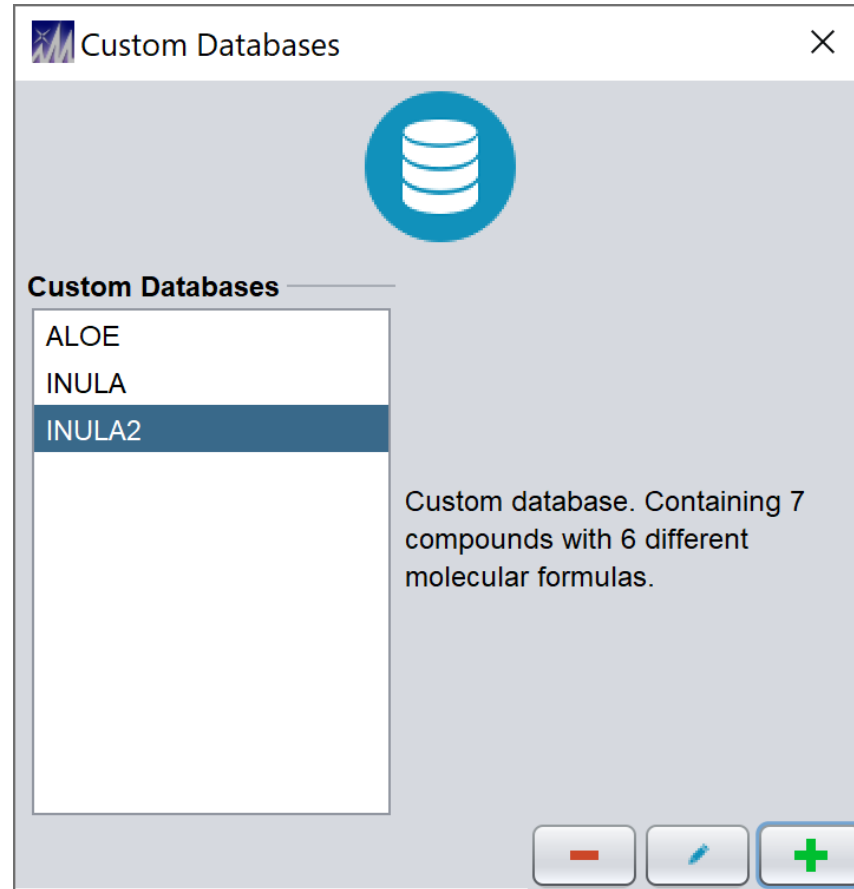 Custom Databases
Custom Databases
ALOE
INULA
INULA2
Custom database. Containing 7
compounds with 6 different
molecular formulas.